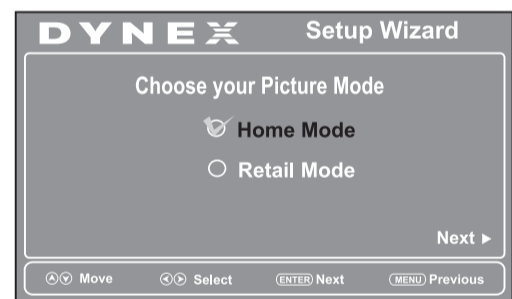 DYNEX Setup Wizard
Choose your Picture Mode
Home Mode
Retail Mode
Next
Move Select ENTER Next MENU Previous